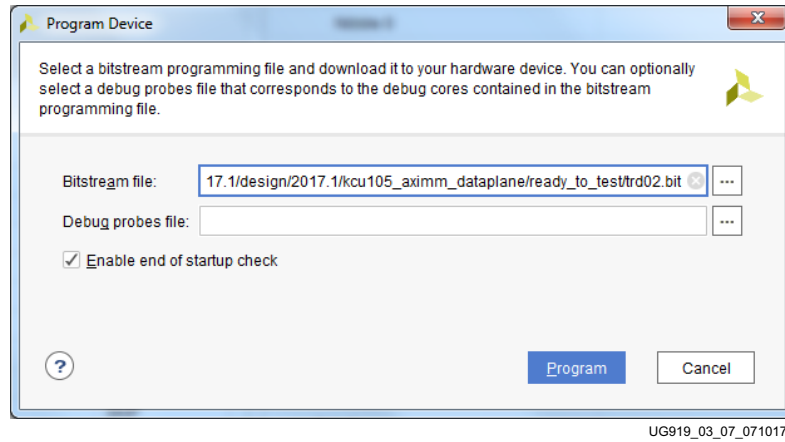 Program Device
Select a bitstream programming file and download it to your hardware device. You can optionally
select a debug probes file that corresponds to the debug cores contained in the bitstream
programming file.
Bitstream file: 17.1/design/2017.1/kcu105_aximm_dataplane/ready_to_test/trd02.bit ...
Debug probes file: ...
Enable end of startup check
? Program Cancel
UG919_03_07_071017